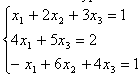 x₁ + 2x₂ + 3x₃ = 1
4x₁ + 5x₃ = 2
− x₁ + 6x₂ + 4x₃ = 1